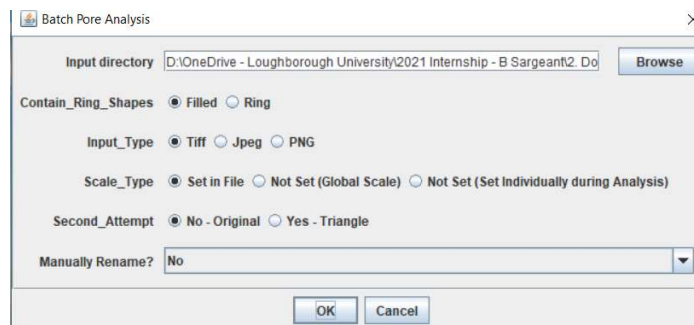 Batch Pore Analysis
Input directory D:\OneDrive - Loughborough University\2021 Internship - B Sargeant\2. Do Browse
Contain_Ring_Shapes Filled Ring
Input_Type Tiff Jpeg PNG
Scale_Type Set in File Not Set (Global Scale) Not Set (Set Individually during Analysis)
Second_Attempt No - Original Yes - Triangle
Manually Rename? No
OK Cancel